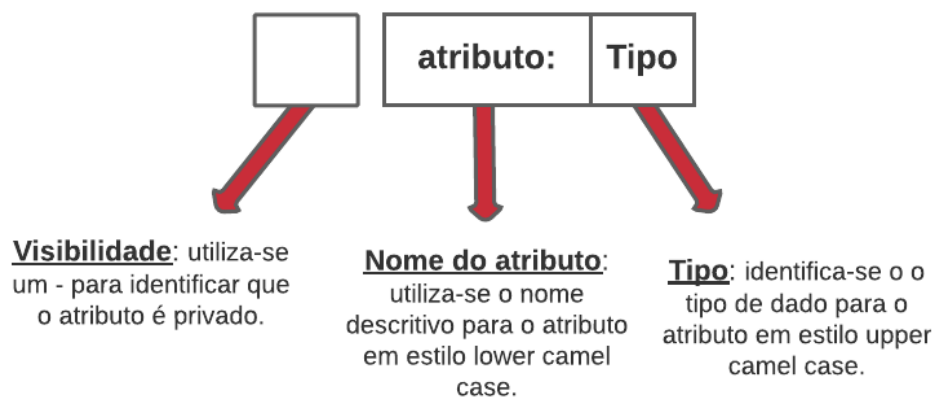 atributo:
Tipo
Visibilidade: utiliza-se
um - para identificar que
o atributo é privado.
Nome do atributo:
utiliza-se o nome
descritivo para o atributo
em estilo lower camel
case.
Tipo: identifica-se o o
tipo de dado para o
atributo em estilo upper
camel case.